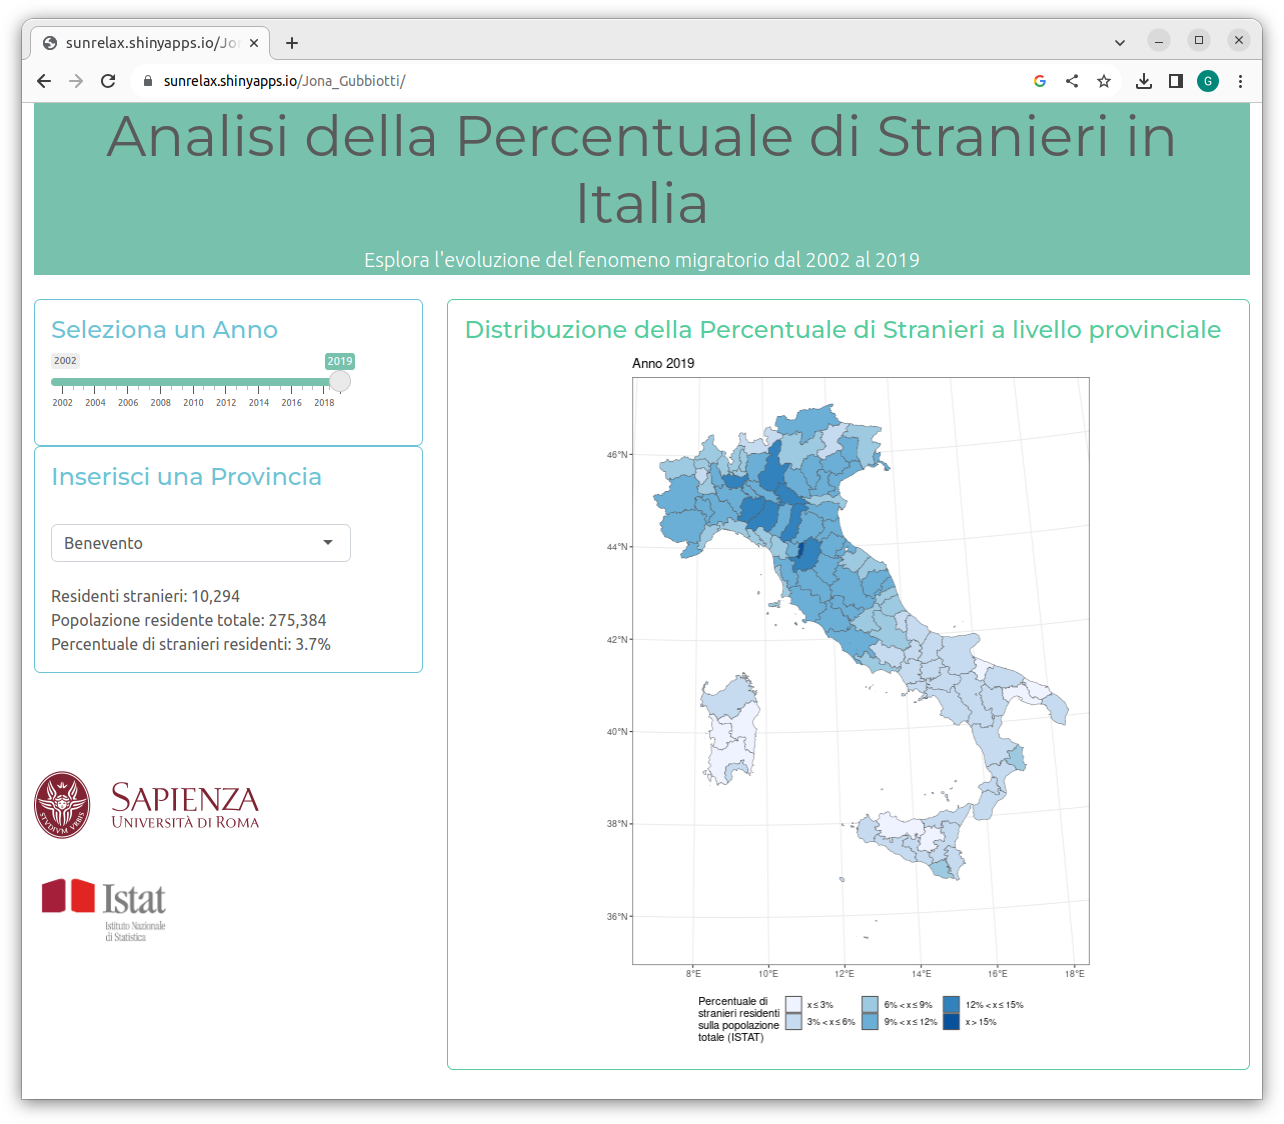 sunrelax.shinyapps.io/Jo
sunrelax.shinyapps.io/Jona_Gubbiotti/
G
Analisi della Percentuale di Stranieri in
Italia
Esplora l'evoluzione del fenomeno migratorio dal 2002 al 2019
Seleziona un Anno
2002 2019
2002 2004 2006 2008 2010 2012 2014 2016 2018
Inserisci una Provincia
Benevento
Residenti stranieri: 10,294
Popolazione residente totale: 275,384
Percentuale di stranieri residenti: 3.7%
SAPIENZA
UNIVERSITÀ DI ROMA
STVDIVM VRBIS
Istat
Istituto Nazionale
di Statistica
Distribuzione della Percentuale di Stranieri a livello provinciale
Anno 2019
46°N
44°N
42°N
40°N
38°N
36°N
8°E 10°E 12°E 14°E 16°E 18°E
Percentuale di
stranieri residenti
sulla popolazione
totale (ISTAT)
x ≤ 3% 6% < x ≤ 9% 12% < x ≤ 15%
3% < x ≤ 6% 9% < x ≤ 12% x > 15%